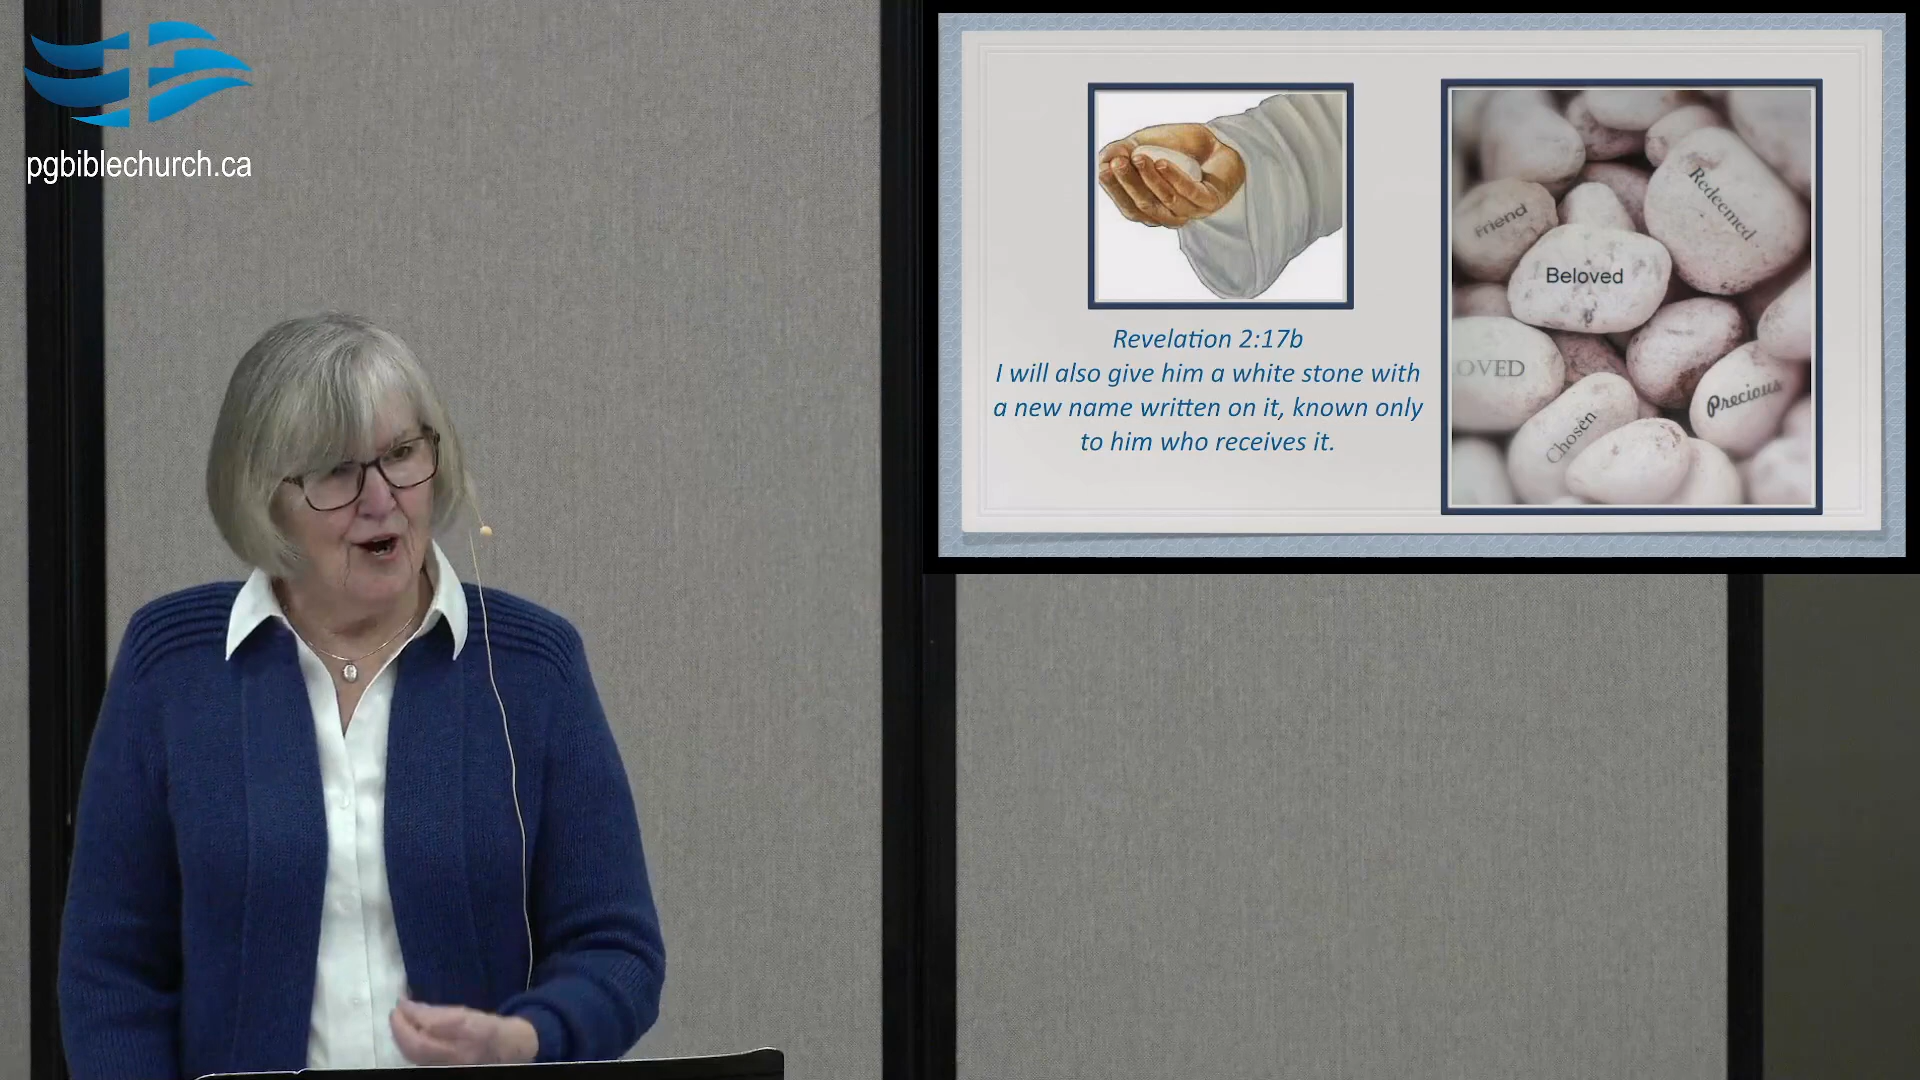 pgbiblechurch.ca
Revelation 2:17b
I will also give him a white stone with
a new name written on it, known only
to him who receives it.
Redeemed
Friend
Beloved
OVED
Precious
Chosen